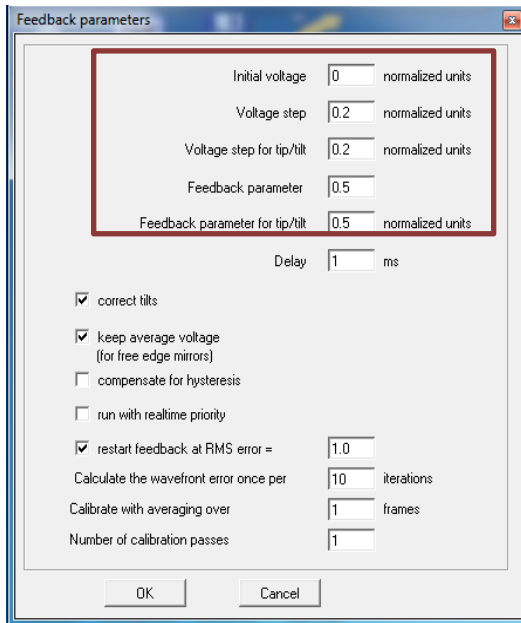 Feedback parameters
Initial voltage 0 normalized units
Voltage step 0.2 normalized units
Voltage step for tip/tilt 0.2 normalized units
Feedback parameter 0.5
Feedback parameter for tip/tilt 0.5 normalized units
Delay 1 ms
correct tilts
keep average voltage
(for free edge mirrors)
compensate for hysteresis
run with realtime priority
restart feedback at RMS error = 1.0
Calculate the wavefront error once per 10 iterations
Calibrate with averaging over 1 frames
Number of calibration passes 1
OK Cancel